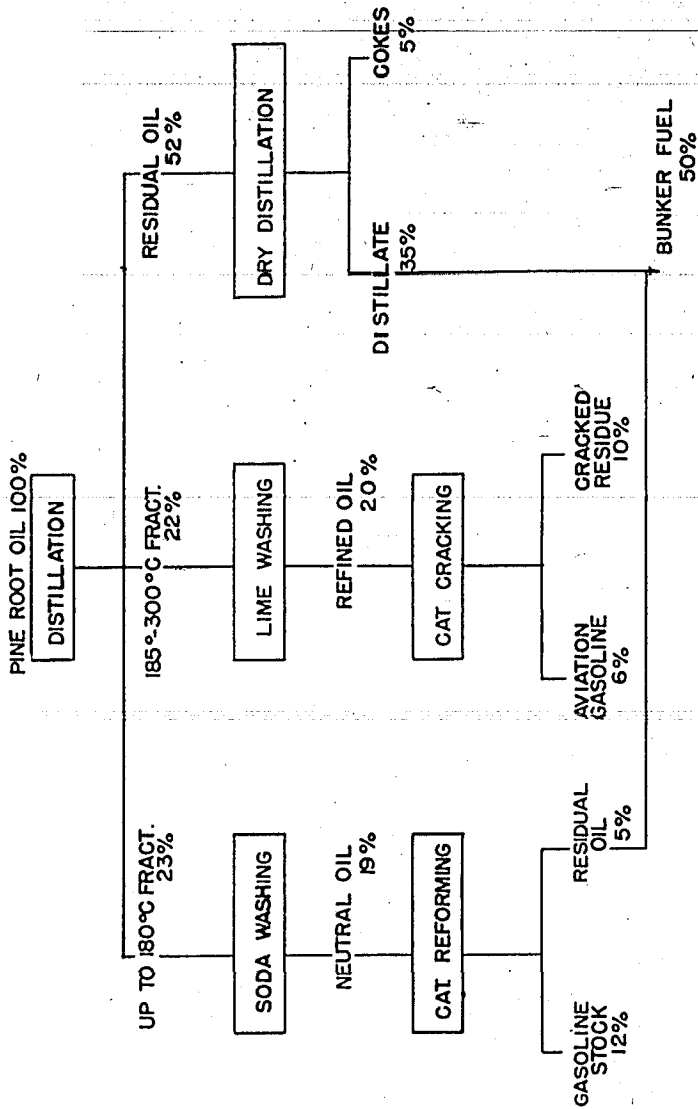 PINE ROOT OIL 100%
DISTILLATION
UP TO 180°C FRACT.
23%
185°-300°C FRACT.
22%
RESIDUAL OIL
52%
SODA WASHING
LIME WASHING
DRY DISTILLATION
NEUTRAL OIL
19%
REFINED OIL
20%
DISTILLATE
35%
COKES
5%
CAT. REFORMING
CAT CRACKING
GASOLINE
STOCK
12%
RESIDUAL
OIL
5%
AVIATION
GASOLINE
6%
CRACKED
RESIDUE
10%
BUNKER FUEL
50%